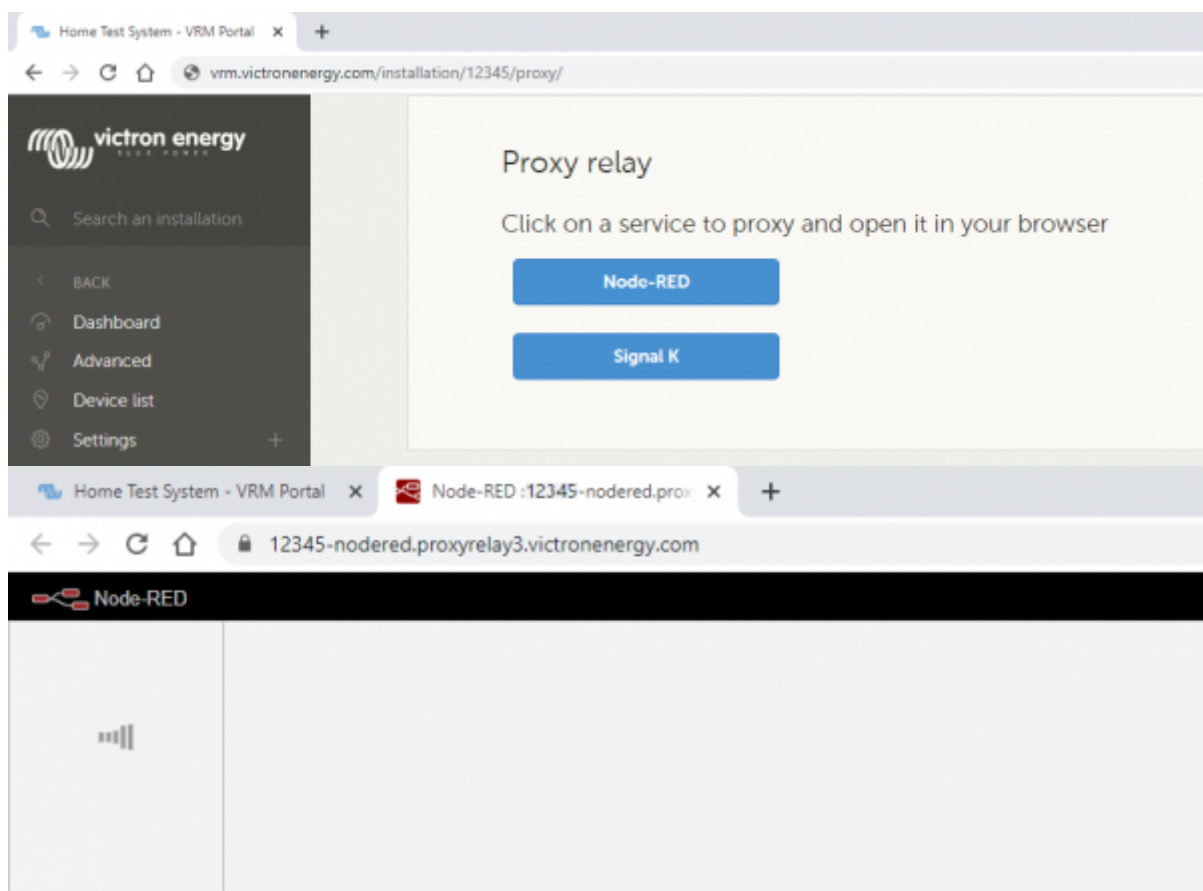 Home Test System - VRM Portal
vrm.victronenergy.com/installation/12345/proxy/
victron energy
BLUE POWER
Search an installation
BACK
Dashboard
Advanced
Device list
Settings
Proxy relay
Click on a service to proxy and open it in your browser
Node-RED
Signal K
Home Test System - VRM Portal
Node-RED :12345-nodered.prox
12345-nodered.proxyrelay3.victronenergy.com
Node-RED